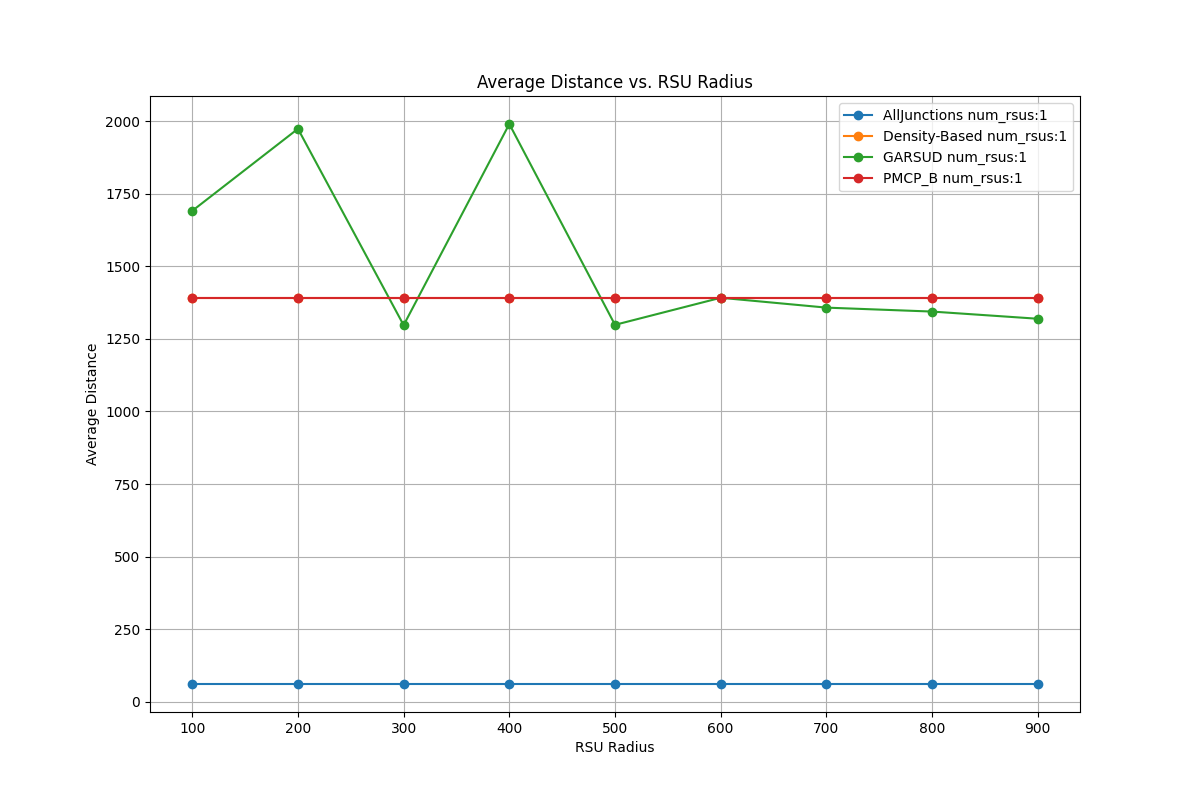 Average Distance vs. RSU Radius
AllJunctions num_rsus:1
Density-Based num_rsus:1
GARSUD num_rsus:1
PMCP_B num_rsus:1
2000
1750
1500
1250
1000
750
500
250
0
Average Distance
100 200 300 400 500 600 700 800 900
RSU Radius